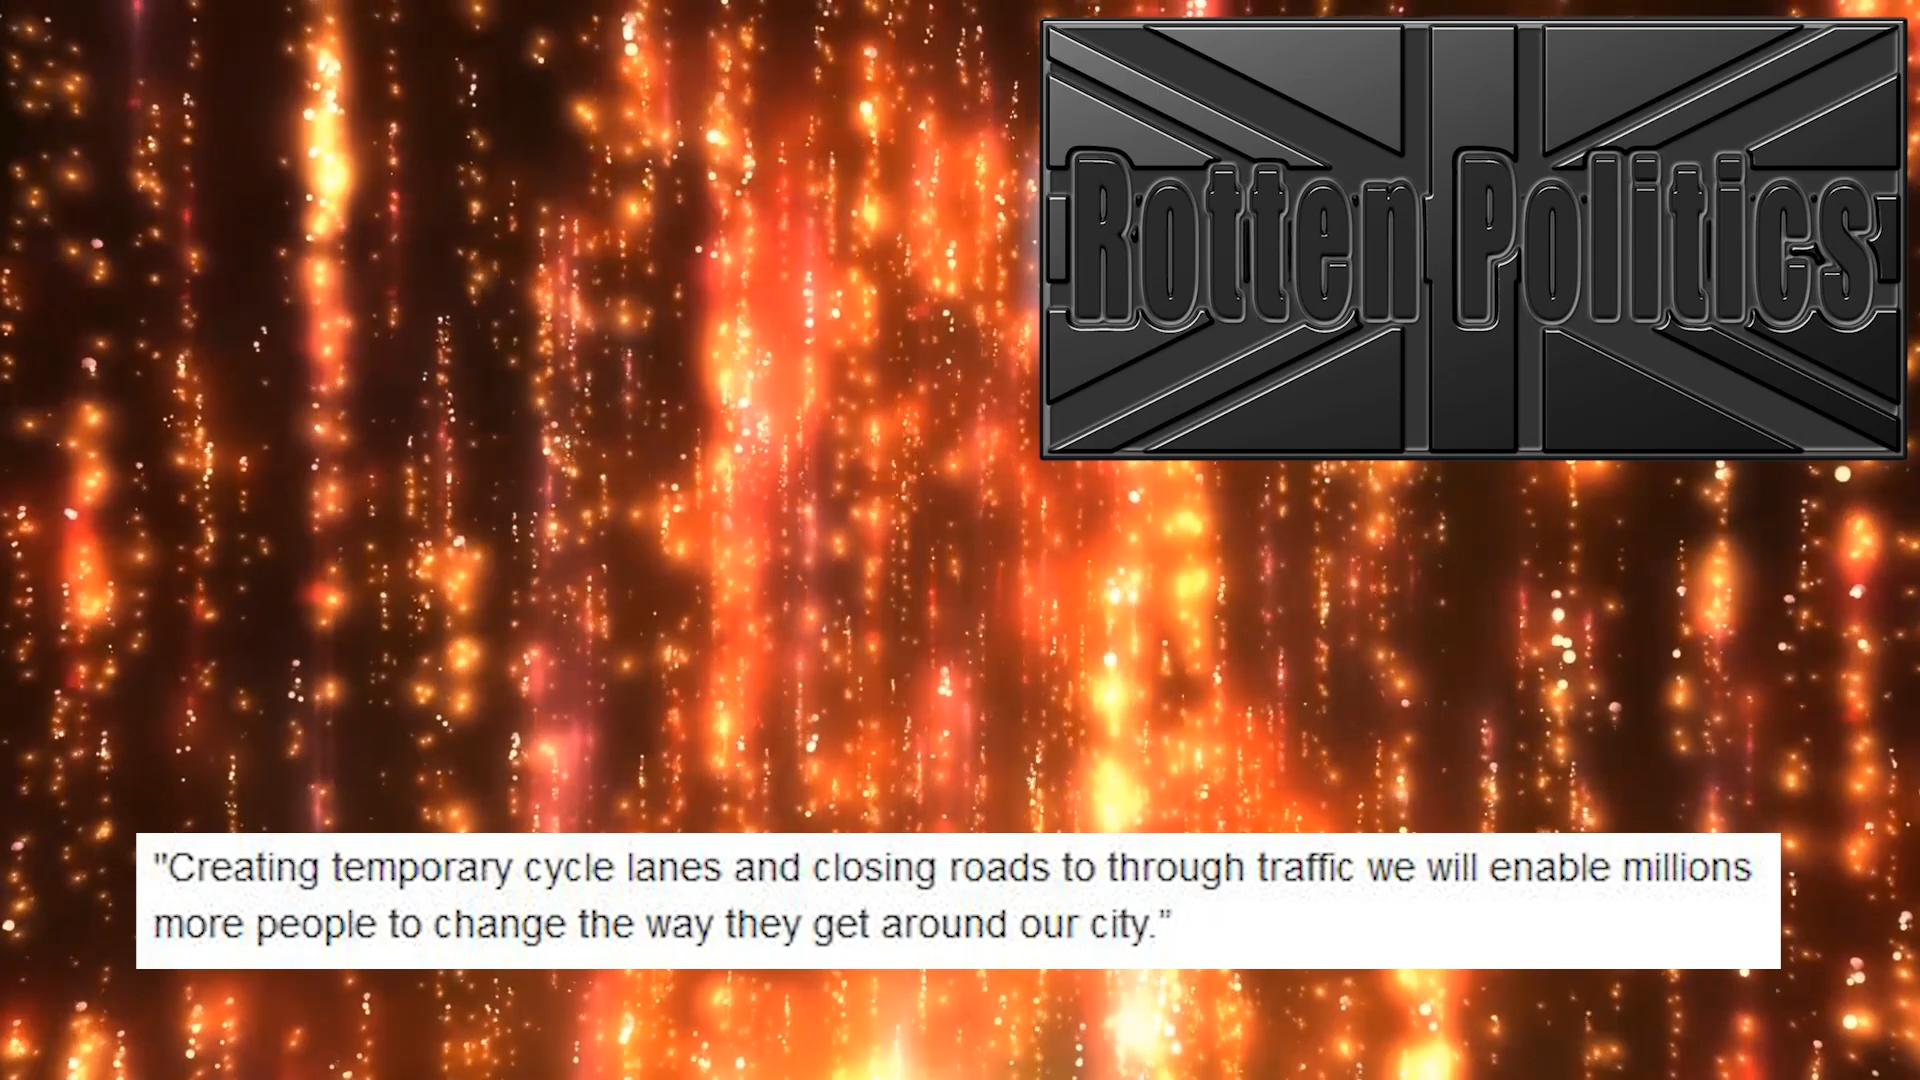 Rotten Politics
"Creating temporary cycle lanes and closing roads to through traffic we will enable millions
more people to change the way they get around our city.”